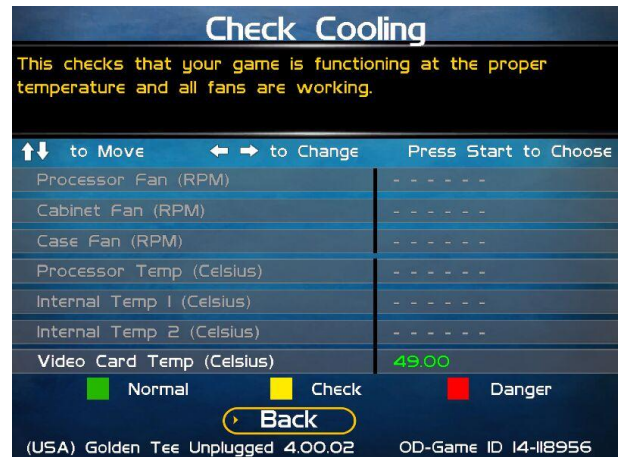 Check Cooling
This checks that your game is functioning at the proper
temperature and all fans are working.
to Move to Change Press Start to Choose
Processor Fan (RPM) - - - - - -
Cabinet Fan (RPM) - - - - - -
Case Fan (RPM) - - - - - -
Processor Temp (Celsius) - - - - - -
Internal Temp 1 (Celsius) - - - - - -
Internal Temp 2 (Celsius) - - - - - -
Video Card Temp (Celsius) 49.00
Normal Check Danger
Back
(USA) Golden Tee Unplugged 4.00.02 OD-Game ID 14-118956